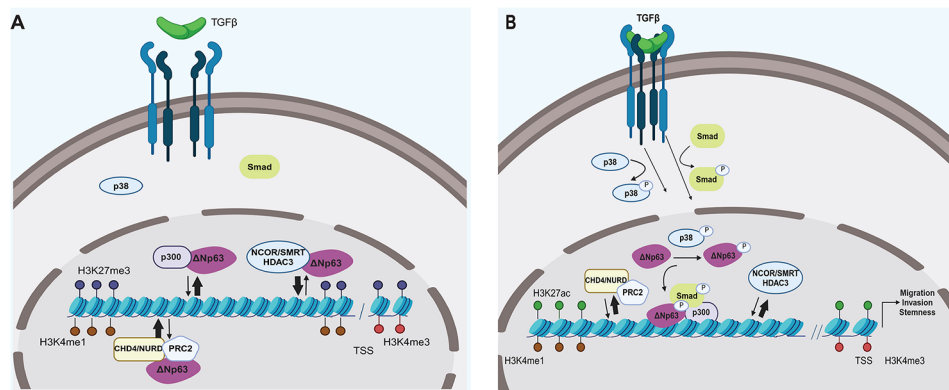 A
TGFβ
Smad
p38
p300
ΔNp63
NCOR/SMRT
HDAC3
ΔNp63
H3K27me3
H3K4me1
TSS
H3K4me3
CHD4/NURD
PRC2
ΔNp63
B
TGFβ
Smad
p38
P
p38
Smad
P
P
p38
ΔNp63
ΔNp63
P
NCOR/SMRT
HDAC3
CHD4/NURD
PRC2
H3K27ac
P
Smad
ΔNp63
p300
Migration
Invasion
Stemness
H3K4me1
TSS
H3K4me3